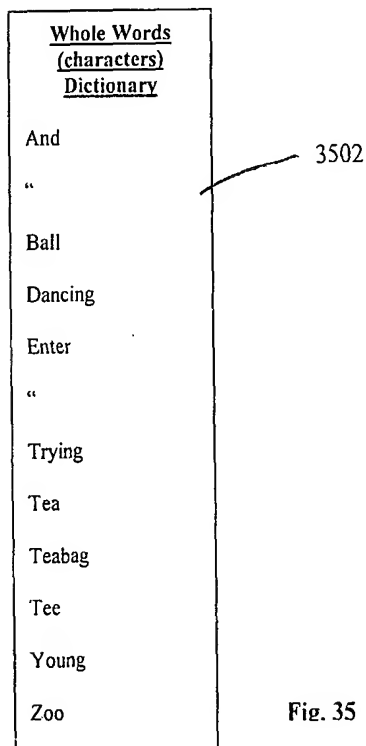 Whole Words
(characters)
Dictionary
And
3502
“
Ball
Dancing
Enter
“
Trying
Tea
Teabag
Tee
Young
Zoo
Fig. 35